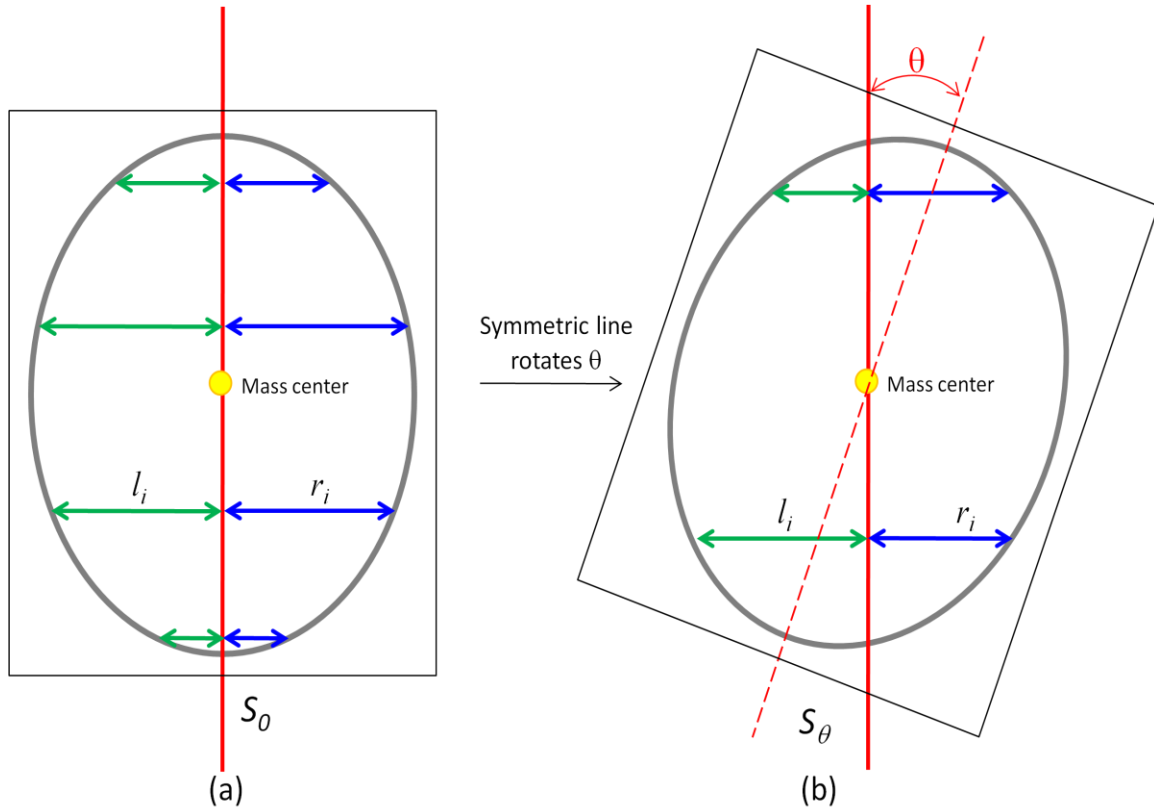 θ
Mass center
Symmetric line
rotates θ
Mass center
l_i
r_i
l_i
r_i
S_0
S_θ
(a)
(b)